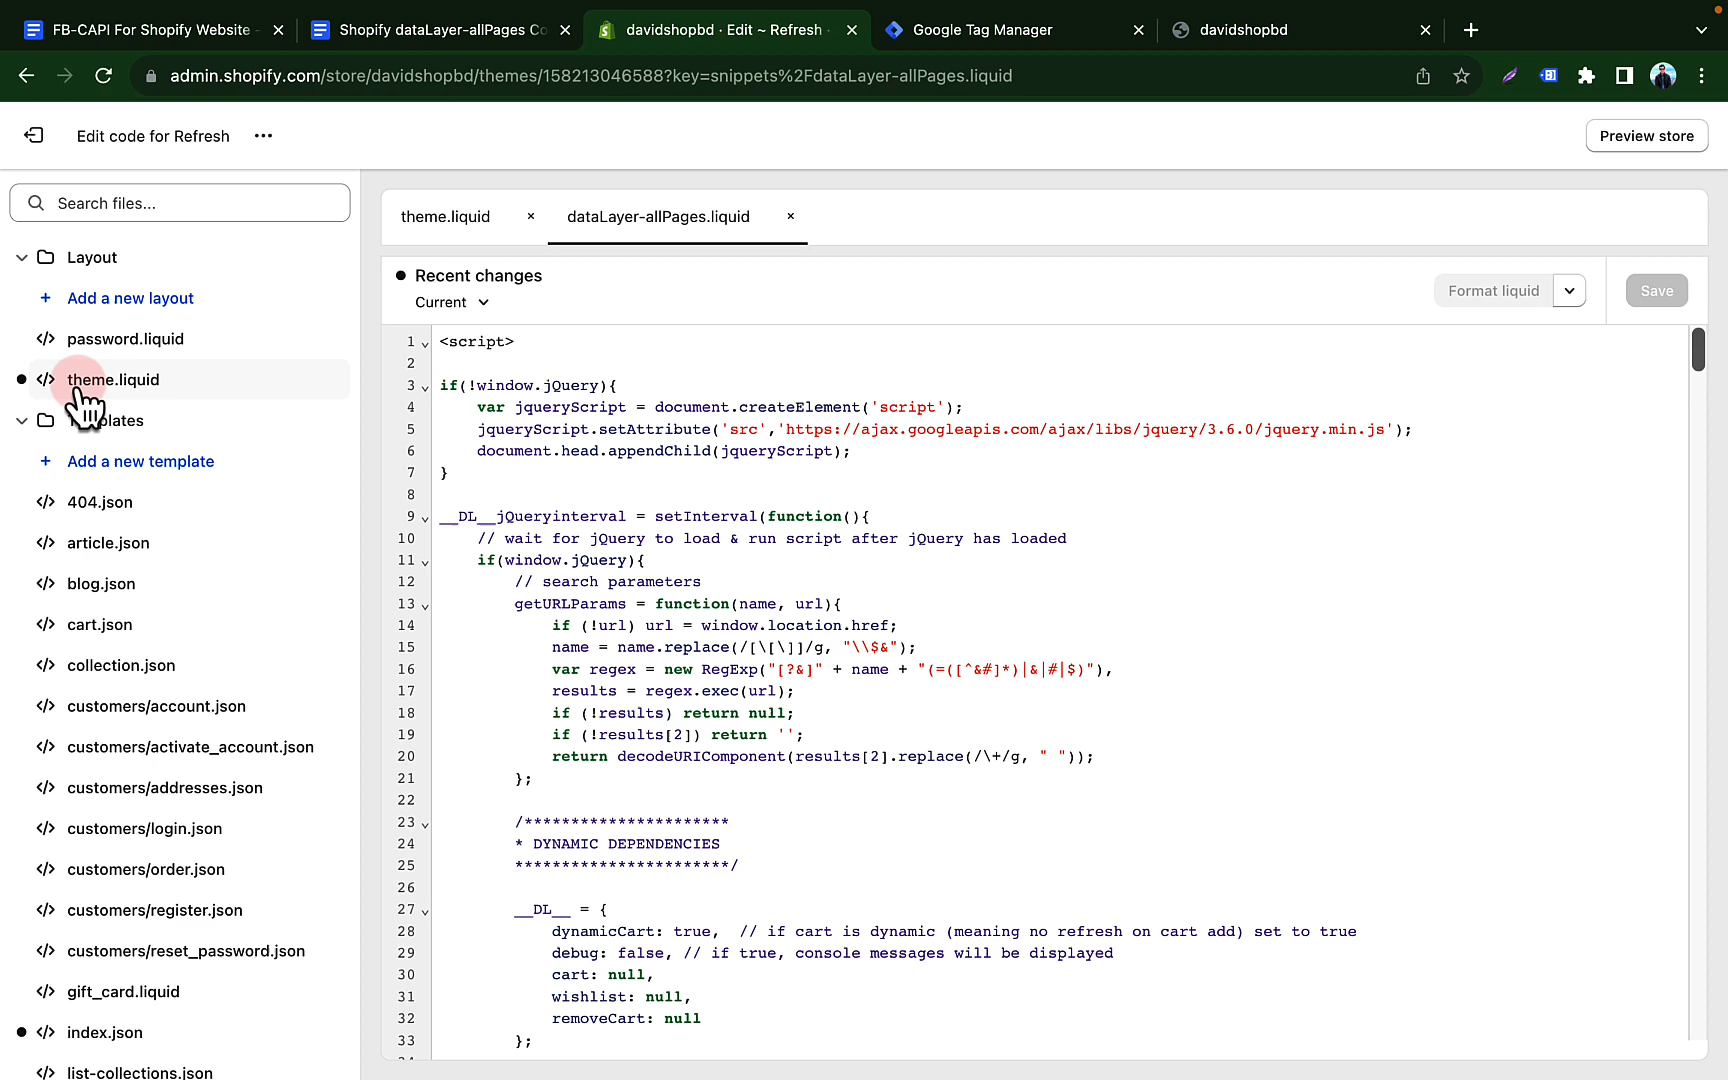 FB-CAPI For Shopify Website -
Shopify dataLayer-allPages Co
davidshopbd · Edit ~ Refresh ·
Google Tag Manager
davidshopbd
admin.shopify.com/store/davidshopbd/themes/158213046588?key=snippets%2FdataLayer-allPages.liquid
Edit code for Refresh
Preview store
Search files...
Layout
+ Add a new layout
</> password.liquid
</> theme.liquid
plates
+ Add a new template
</> 404.json
</> article.json
</> blog.json
</> cart.json
</> collection.json
</> customers/account.json
</> customers/activate_account.json
</> customers/addresses.json
</> customers/login.json
</> customers/order.json
</> customers/register.json
</> customers/reset_password.json
</> gift_card.liquid
</> index.json
</> list-collections.json
theme.liquid × dataLayer-allPages.liquid ×
Recent changes
Current
Format liquid
Save
1 <script>
2
3 if(!window.jQuery){
4 var jqueryScript = document.createElement('script');
5 jqueryScript.setAttribute('src','https://ajax.googleapis.com/ajax/libs/jquery/3.6.0/jquery.min.js');
6 document.head.appendChild(jqueryScript);
7 }
8
9 __DL__jQueryinterval = setInterval(function(){
10 // wait for jQuery to load & run script after jQuery has loaded
11 if(window.jQuery){
12 // search parameters
13 getURLParams = function(name, url){
14 if (!url) url = window.location.href;
15 name = name.replace(/[\[\]]/g, "\\$&");
16 var regex = new RegExp("[?&]" + name + "(=([^&#]*)|&|#|$)"),
17 results = regex.exec(url);
18 if (!results) return null;
19 if (!results[2]) return '';
20 return decodeURIComponent(results[2].replace(/\+/g, " "));
21 };
22
23 /**********************
24 * DYNAMIC DEPENDENCIES
25 ***********************/
26
27 __DL__ = {
28 dynamicCart: true, // if cart is dynamic (meaning no refresh on cart add) set to true
29 debug: false, // if true, console messages will be displayed
30 cart: null,
31 wishlist: null,
32 removeCart: null
33 };